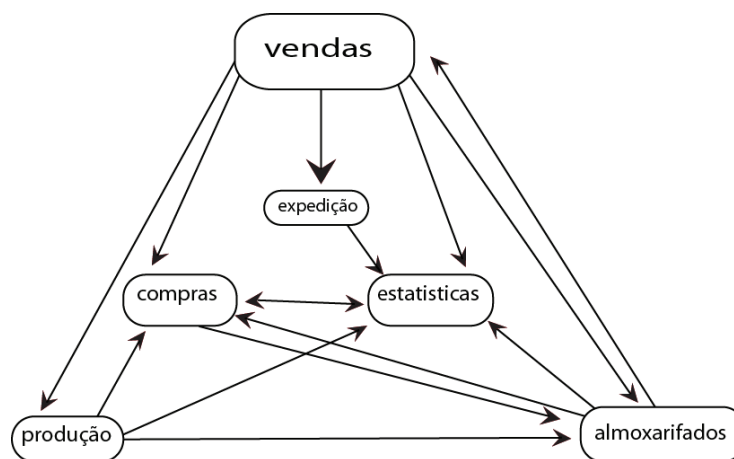 vendas
expedição
compras
estatisticas
produção
almoxarifados